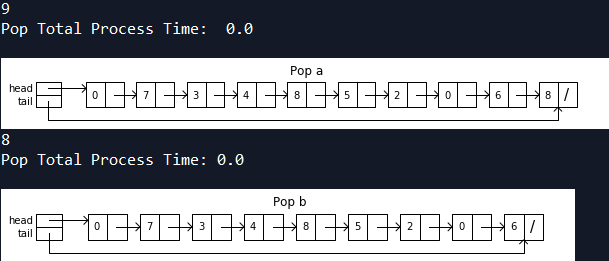 9
Pop Total Process Time:  0.0
Pop a
head
tail
0 7 3 4 8 5 2 0 6 8 /
8
Pop Total Process Time: 0.0
Pop b
head
tail
0 7 3 4 8 5 2 0 6 /